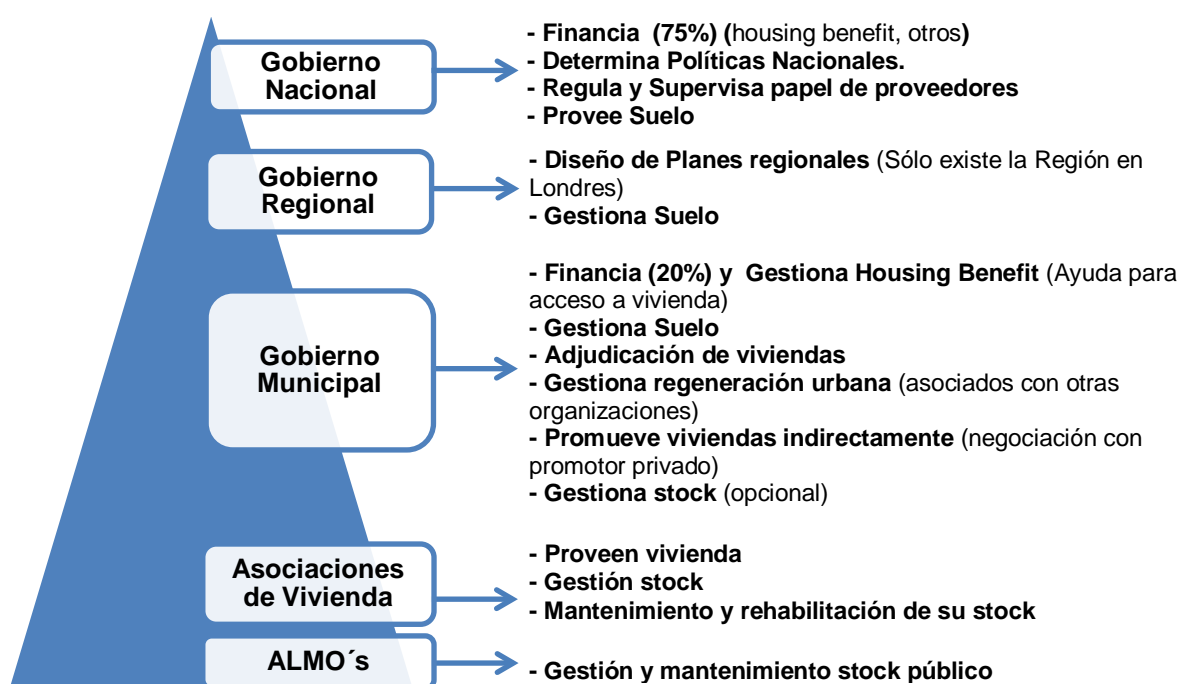 Gobierno
Nacional
- Financia (75%) (housing benefit, otros)
- Determina Políticas Nacionales.
- Regula y Supervisa papel de proveedores
- Provee Suelo
Gobierno
Regional
- Diseño de Planes regionales (Sólo existe la Región en
Londres)
- Gestiona Suelo
Gobierno
Municipal
- Financia (20%) y Gestiona Housing Benefit (Ayuda para
acceso a vivienda)
- Gestiona Suelo
- Adjudicación de viviendas
- Gestiona regeneración urbana (asociados con otras
organizaciones)
- Promueve viviendas indirectamente (negociación con
promotor privado)
- Gestiona stock (opcional)
Asociaciones
de Vivienda
- Proveen vivienda
- Gestión stock
- Mantenimiento y rehabilitación de su stock
ALMO´s
- Gestión y mantenimiento stock público